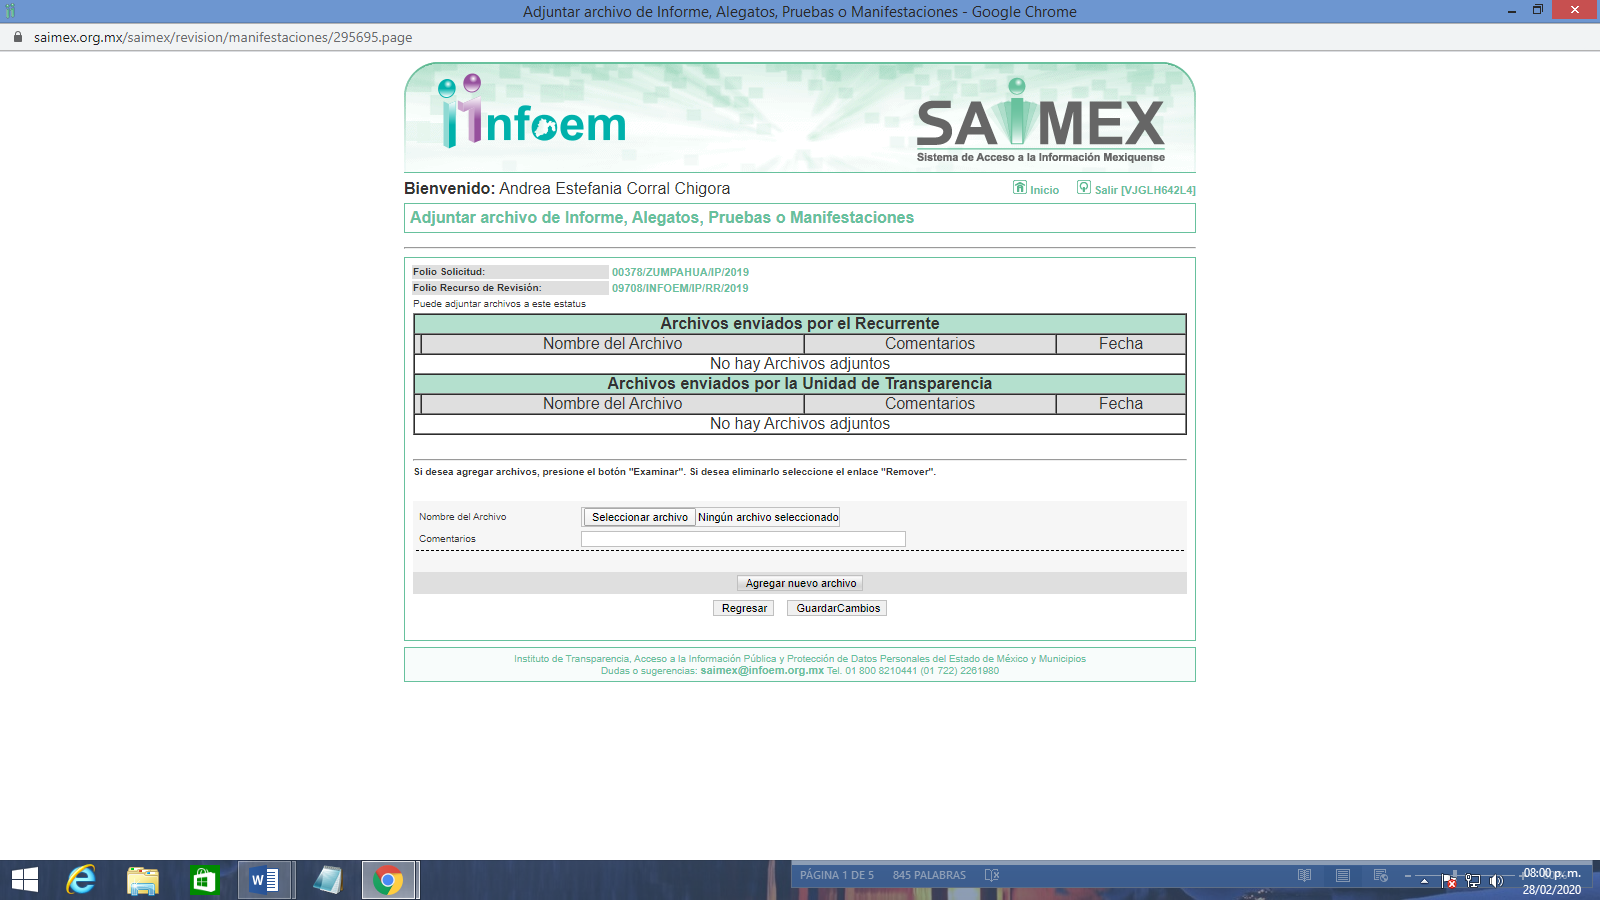 Adjuntar archivo de Informe, Alegatos, Pruebas o Manifestaciones - Google Chrome
saimex.org.mx/saimex/revision/manifestaciones/295695.page
infoem
SAIMEX
Sistema de Acceso a la Información Mexiquense
Bienvenido: Andrea Estefania Corral Chigora
Inicio Salir [VJGLH642L4]
Adjuntar archivo de Informe, Alegatos, Pruebas o Manifestaciones
Folio Solicitud: 00378/ZUMPAHUA/IP/2019
Folio Recurso de Revisión: 09708/INFOEM/IP/RR/2019
Puede adjuntar archivos a este estatus
Archivos enviados por el Recurrente
Nombre del Archivo Comentarios Fecha
No hay Archivos adjuntos
Archivos enviados por la Unidad de Transparencia
Nombre del Archivo Comentarios Fecha
No hay Archivos adjuntos
Si desea agregar archivos, presione el botón "Examinar". Si desea eliminarlo seleccione el enlace "Remover".
Nombre del Archivo Seleccionar archivo Ningún archivo seleccionado
Comentarios
Agregar nuevo archivo
Regresar GuardarCambios
Instituto de Transparencia, Acceso a la Información Pública y Protección de Datos Personales del Estado de México y Municipios
Dudas o sugerencias: saimex@infoem.org.mx Tel. 01 800 8210441 (01 722) 2261980
PÁGINA 1 DE 5 845 PALABRAS
08:00 p. m.
28/02/2020